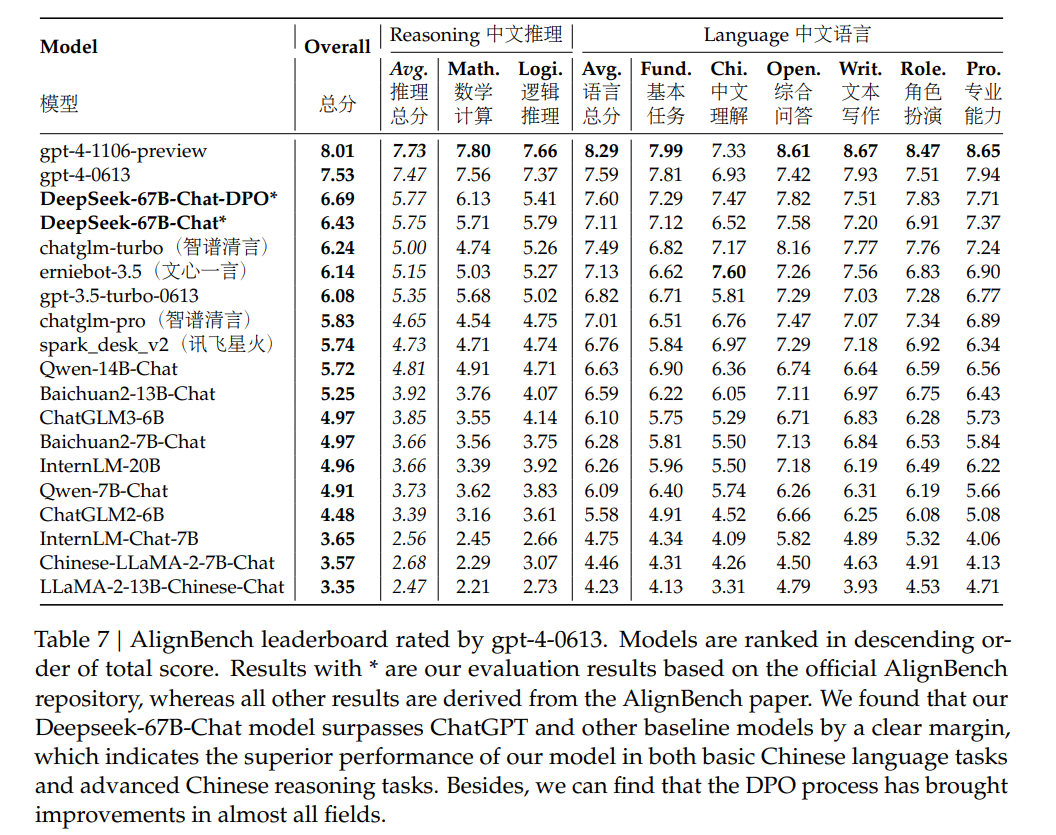 Model Overall Reasoning 中文推理 Language 中文语言
Avg. Math. Logi. Avg. Fund. Chi. Open. Writ. Role. Pro.
模型 总分 推理 数学 逻辑 语言 基本 中文 综合 文本 角色 专业
总分 计算 推理 总分 任务 理解 问答 写作 扮演 能力
gpt-4-1106-preview 8.01 7.73 7.80 7.66 8.29 7.99 7.33 8.61 8.67 8.47 8.65
gpt-4-0613 7.53 7.47 7.56 7.37 7.59 7.81 6.93 7.42 7.93 7.51 7.94
DeepSeek-67B-Chat-DPO* 6.69 5.77 6.13 5.41 7.60 7.29 7.47 7.82 7.51 7.83 7.71
DeepSeek-67B-Chat* 6.43 5.75 5.71 5.79 7.11 7.12 6.52 7.58 7.20 6.91 7.37
chatglm-turbo（智谱清言） 6.24 5.00 4.74 5.26 7.49 6.82 7.17 8.16 7.77 7.76 7.24
erniebot-3.5（文心一言） 6.14 5.15 5.03 5.27 7.13 6.62 7.60 7.26 7.56 6.83 6.90
gpt-3.5-turbo-0613 6.08 5.35 5.68 5.02 6.82 6.71 5.81 7.29 7.03 7.28 6.77
chatglm-pro（智谱清言） 5.83 4.65 4.54 4.75 7.01 6.51 6.76 7.47 7.07 7.34 6.89
spark_desk_v2（讯飞星火） 5.74 4.73 4.71 4.74 6.76 5.84 6.97 7.29 7.18 6.92 6.34
Qwen-14B-Chat 5.72 4.81 4.91 4.71 6.63 6.90 6.36 6.74 6.64 6.59 6.56
Baichuan2-13B-Chat 5.25 3.92 3.76 4.07 6.59 6.22 6.05 7.11 6.97 6.75 6.43
ChatGLM3-6B 4.97 3.85 3.55 4.14 6.10 5.75 5.29 6.71 6.83 6.28 5.73
Baichuan2-7B-Chat 4.97 3.66 3.56 3.75 6.28 5.81 5.50 7.13 6.84 6.53 5.84
InternLM-20B 4.96 3.66 3.39 3.92 6.26 5.96 5.50 7.18 6.19 6.49 6.22
Qwen-7B-Chat 4.91 3.73 3.62 3.83 6.09 6.40 5.74 6.26 6.31 6.19 5.66
ChatGLM2-6B 4.48 3.39 3.16 3.61 5.58 4.91 4.52 6.66 6.25 6.08 5.08
InternLM-Chat-7B 3.65 2.56 2.45 2.66 4.75 4.34 4.09 5.82 4.89 5.32 4.06
Chinese-LLaMA-2-7B-Chat 3.57 2.68 2.29 3.07 4.46 4.31 4.26 4.50 4.63 4.91 4.13
LLaMA-2-13B-Chinese-Chat 3.35 2.47 2.21 2.73 4.23 4.13 3.31 4.79 3.93 4.53 4.71
Table 7 | AlignBench leaderboard rated by gpt-4-0613. Models are ranked in descending or-
der of total score. Results with * are our evaluation results based on the official AlignBench
repository, whereas all other results are derived from the AlignBench paper. We found that our
Deepseek-67B-Chat model surpasses ChatGPT and other baseline models by a clear margin,
which indicates the superior performance of our model in both basic Chinese language tasks
and advanced Chinese reasoning tasks. Besides, we can find that the DPO process has brought
improvements in almost all fields.